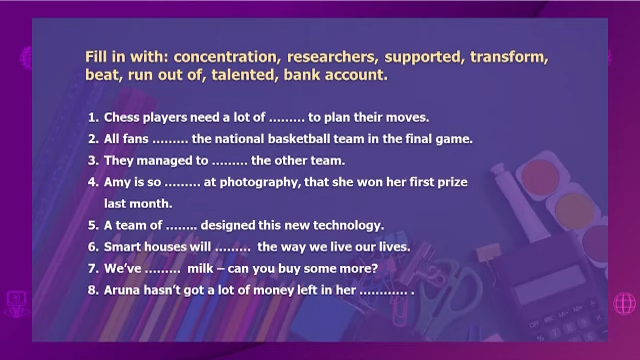 Fill in with: concentration, researchers, supported, transform,
beat, run out of, talented, bank account.
1. Chess players need a lot of ……… to plan their moves.
2. All fans ……… the national basketball team in the final game.
3. They managed to ……… the other team.
4. Amy is so ……… at photography, that she won her first prize
last month.
5. A team of …….. designed this new technology.
6. Smart houses will ……… the way we live our lives.
7. We’ve ……… milk – can you buy some more?
8. Aruna hasn’t got a lot of money left in her ………… .